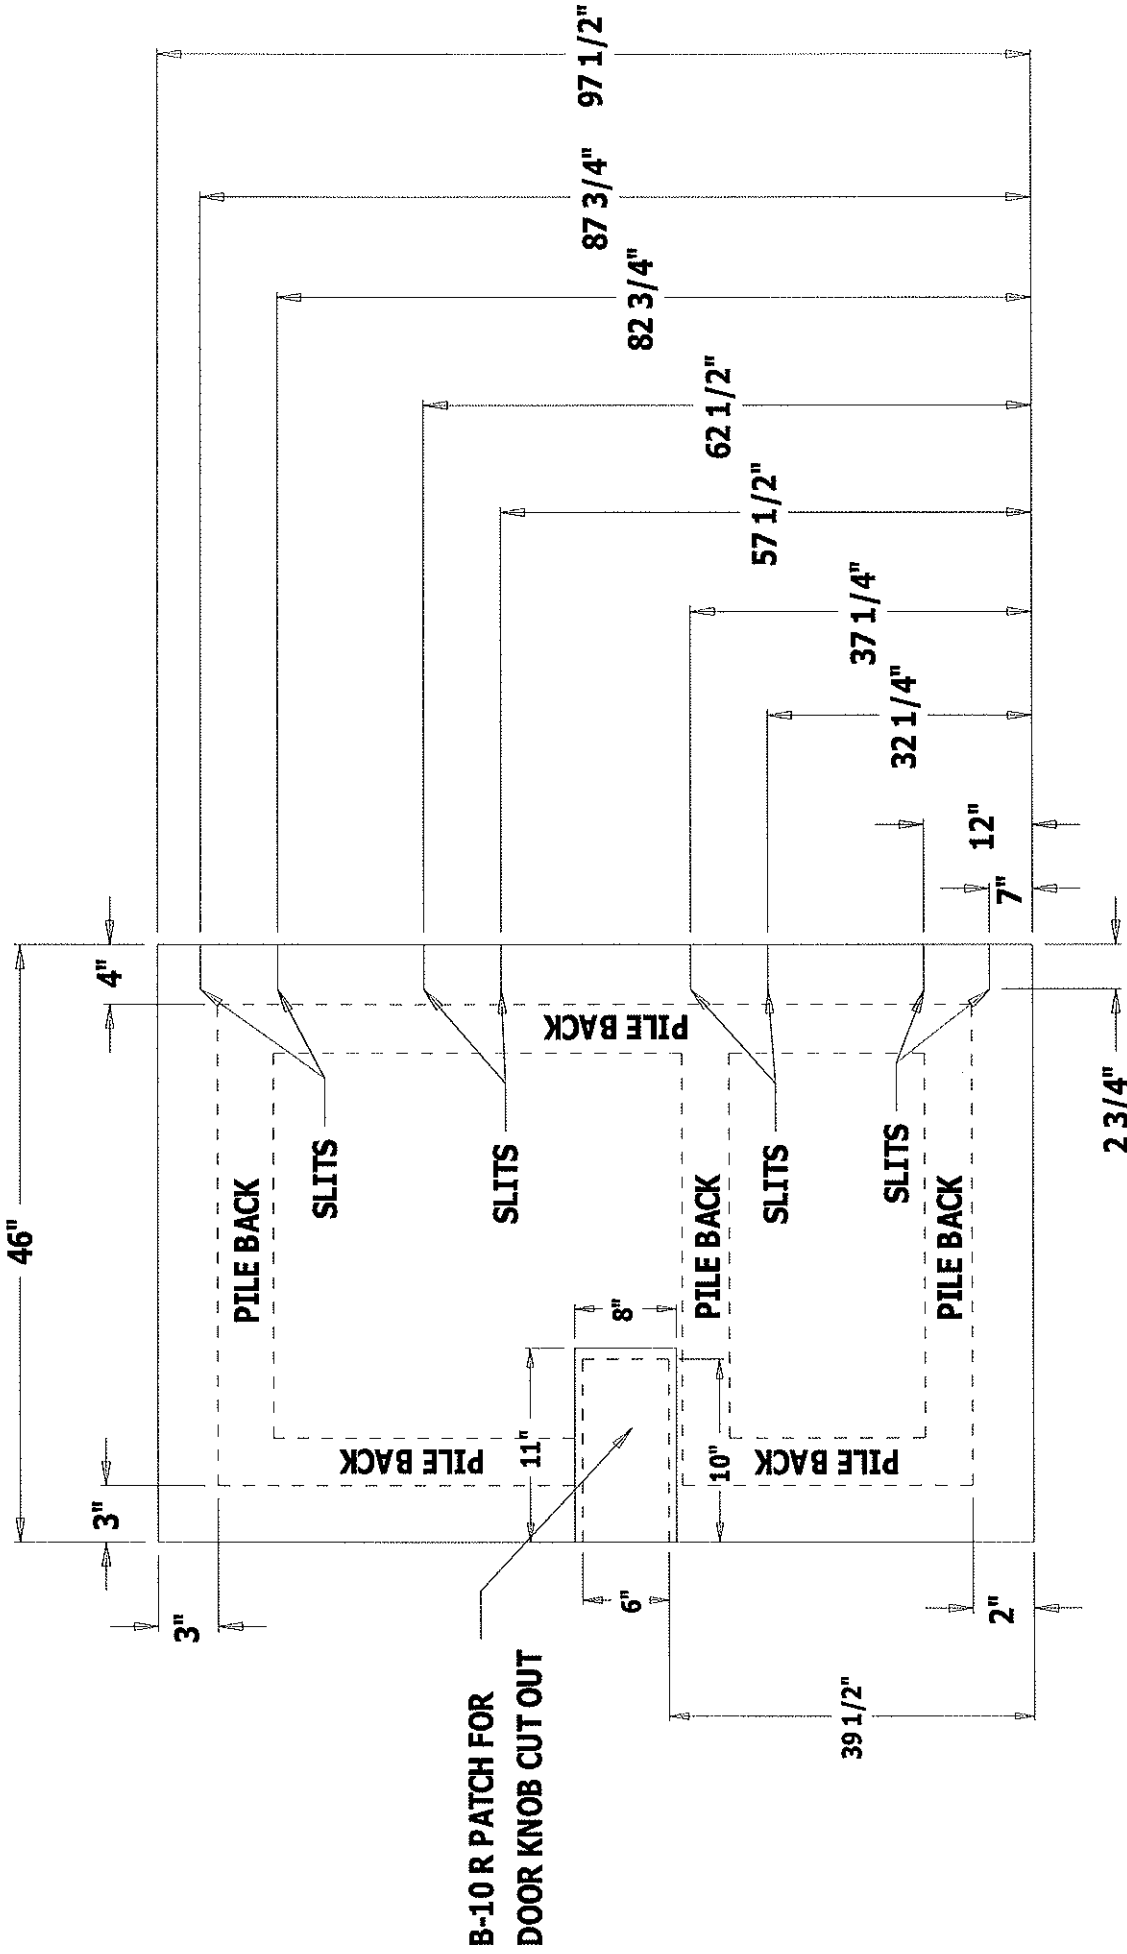 46"
3"
4"
3"
PILE BACK
SLITS
PILE BACK
PILE BACK
SLITS
8"
11"
6"
10"
B-10 R PATCH FOR
DOOR KNOB CUT OUT
PILE BACK
SLITS
PILE BACK
SLITS
PILE BACK
2"
39 1/2"
2 3/4"
7"
12"
32 1/4"
37 1/4"
57 1/2"
62 1/2"
82 3/4"
87 3/4"
97 1/2"